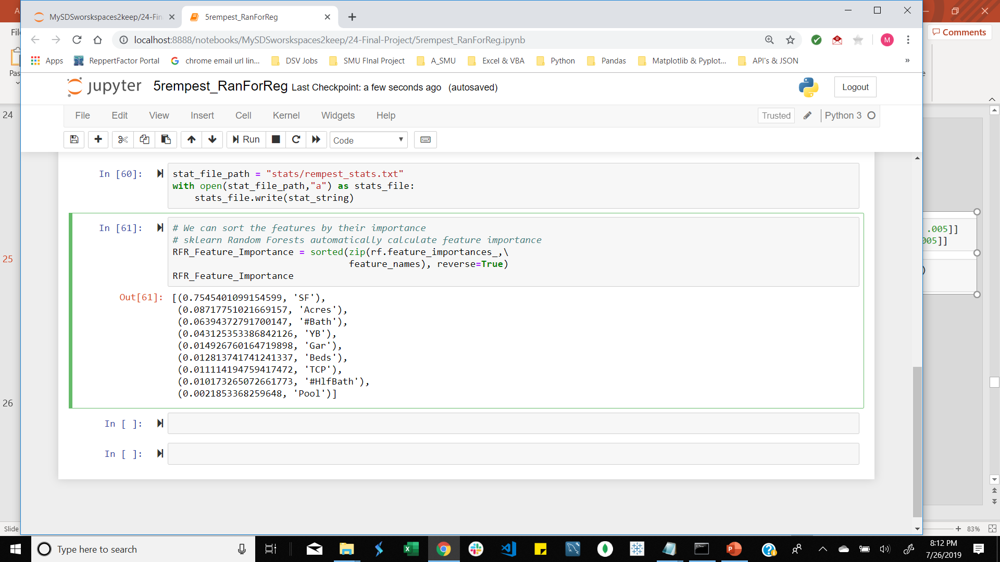 MySDSworskspaces2keep/24-Fin
5rempest_RanForReg
localhost:8888/notebooks/MySDSworskspaces2keep/24-Final-Project/5rempest_RanForReg.ipynb
M
Comments
Apps
ReppertFactor Portal
chrome email url lin...
DSV Jobs
SMU FInal Project
A_SMU
Excel & VBA
Python
Pandas
Matplotlib & Pyplot...
API's & JSON
»
jupyter
5rempest_RanForReg
Last Checkpoint: a few seconds ago (autosaved)
Logout
File
Edit
View
Insert
Cell
Kernel
Widgets
Help
Trusted
Python 3
Run
Code
24
25
26
In [60]:
stat_file_path = "stats/rempest_stats.txt"
with open(stat_file_path,"a") as stats_file:
stats_file.write(stat_string)
In [61]:
# We can sort the features by their importance
# sklearn Random Forests automatically calculate feature importance
RFR_Feature_Importance = sorted(zip(rf.feature_importances_,\
feature_names), reverse=True)
RFR_Feature_Importance
Out[61]:
[(0.7545401099154599, 'SF'),
(0.08717751021669157, 'Acres'),
(0.06394372791700147, '#Bath'),
(0.043125353386842126, 'YB'),
(0.014926760164719898, 'Gar'),
(0.012813741741241337, 'Beds'),
(0.011114194759417472, 'TCP'),
(0.010173265072661773, '#HlfBath'),
(0.0021853368259648, 'Pool')]
In [ ]:
In [ ]:
.005]]
005]]
)
Slide
83%
Type here to search
8:12 PM
7/26/2019